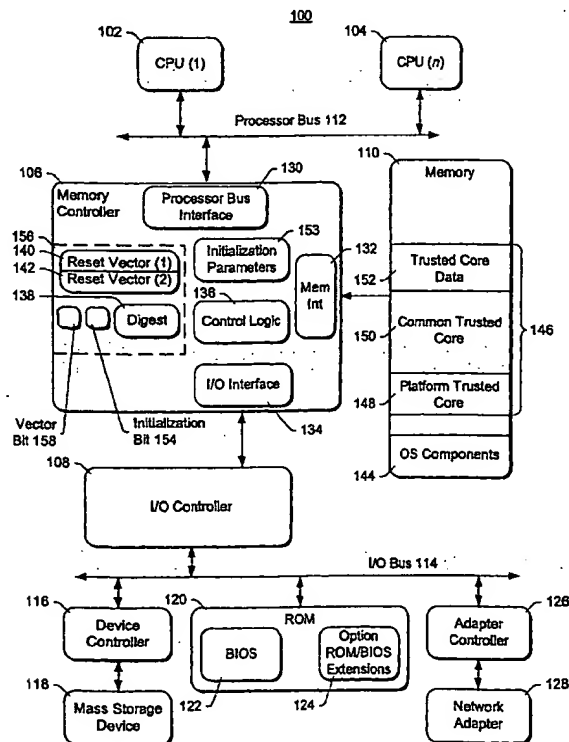 100
102
104
CPU (1)
CPU (n)
Processor Bus 112
106
130
110
Memory
Controller
Processor Bus
Interface
Memory
156
153
132
140
Reset Vector (1)
Initialization
Parameters
142
Reset Vector (2)
Trusted Core
Data
152
138
136
Mem
Int
146
Digest
Control Logic
Common Trusted
Core
150
I/O Interface
Platform Trusted
Core
148
Vector
Bit 158
Initialization
Bit 154
134
OS Components
144
108
I/O Controller
I/O Bus 114
116
120
126
Device
Controller
ROM
Adapter
Controller
BIOS
Option
ROM/BIOS
Extensions
118
122
124
128
Mass Storage
Device
Network
Adapter